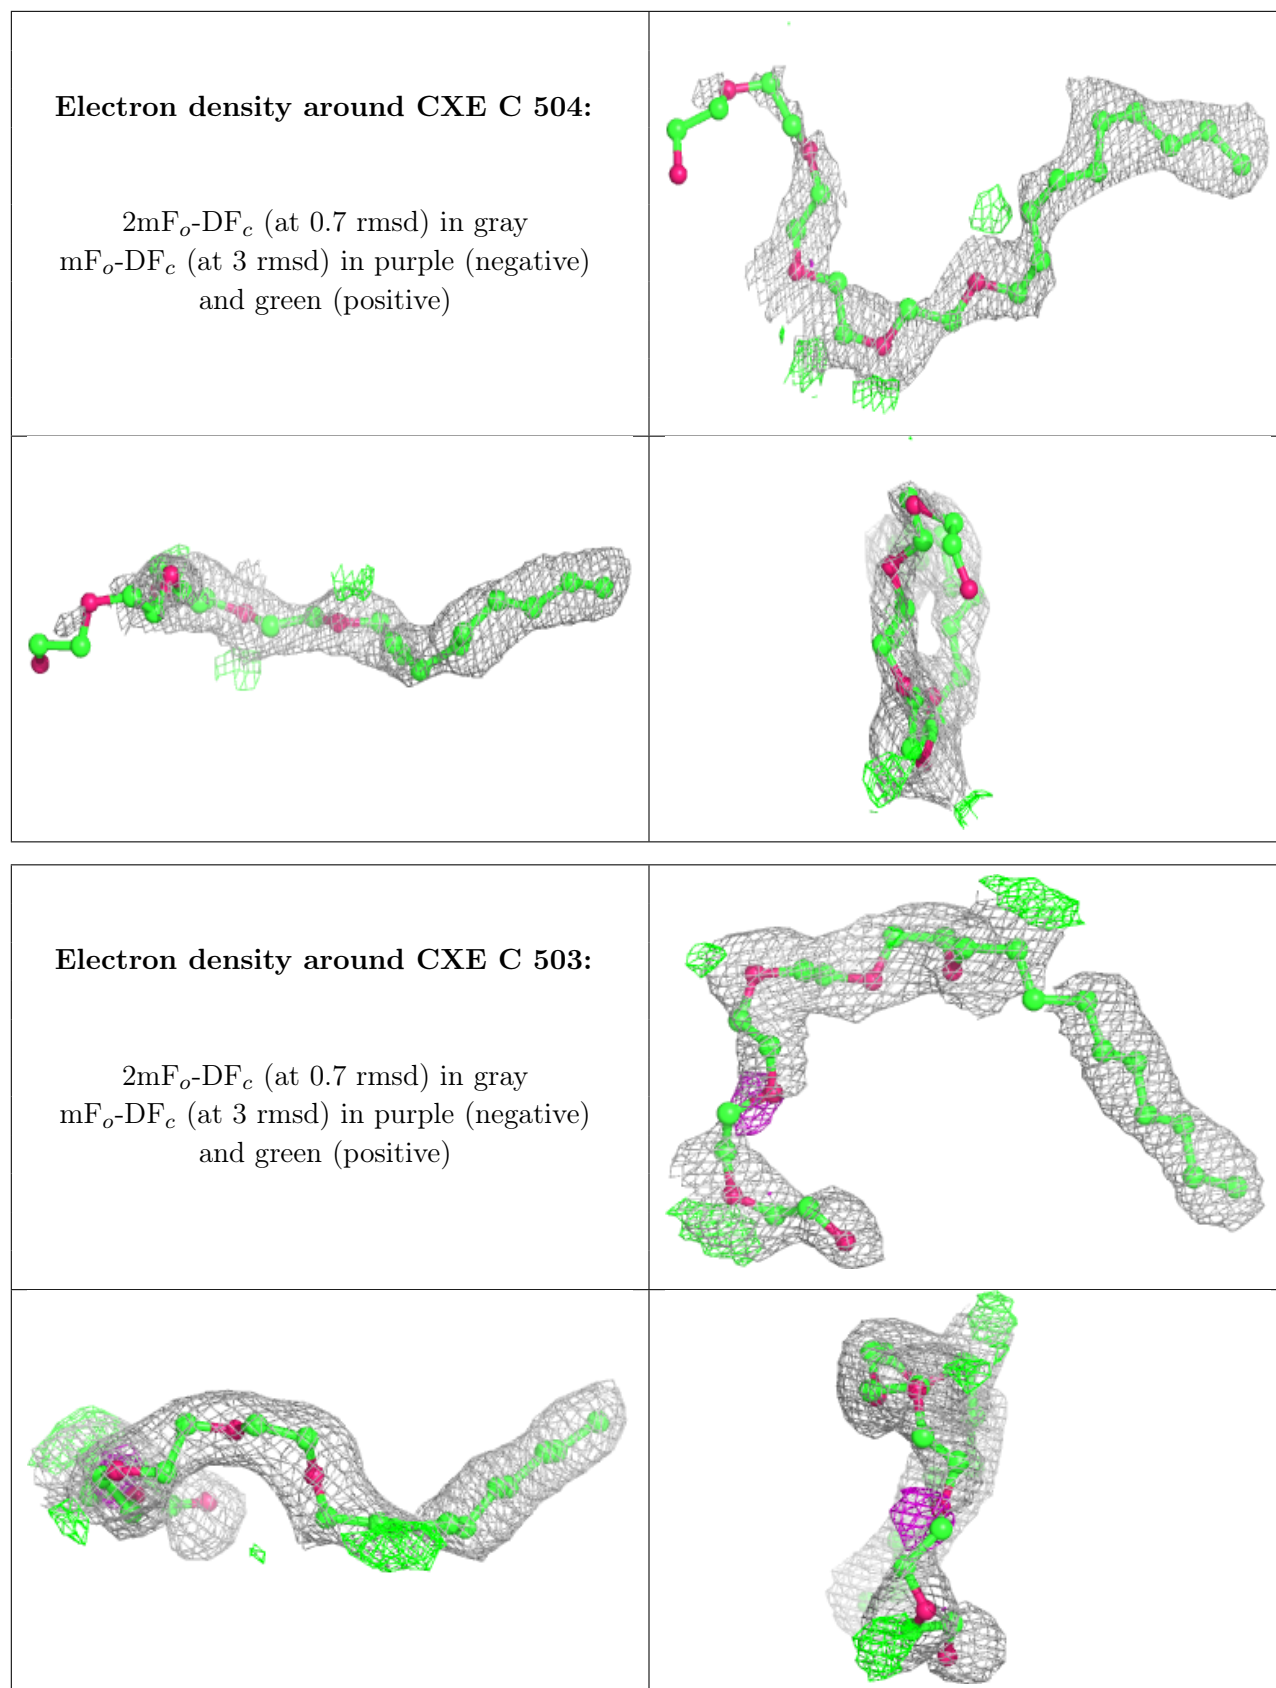 Electron density around CXE C 504:
2mFo-DFc (at 0.7 rmsd) in gray
mFo-DFc (at 3 rmsd) in purple (negative)
and green (positive)
Electron density around CXE C 503:
2mFo-DFc (at 0.7 rmsd) in gray
mFo-DFc (at 3 rmsd) in purple (negative)
and green (positive)